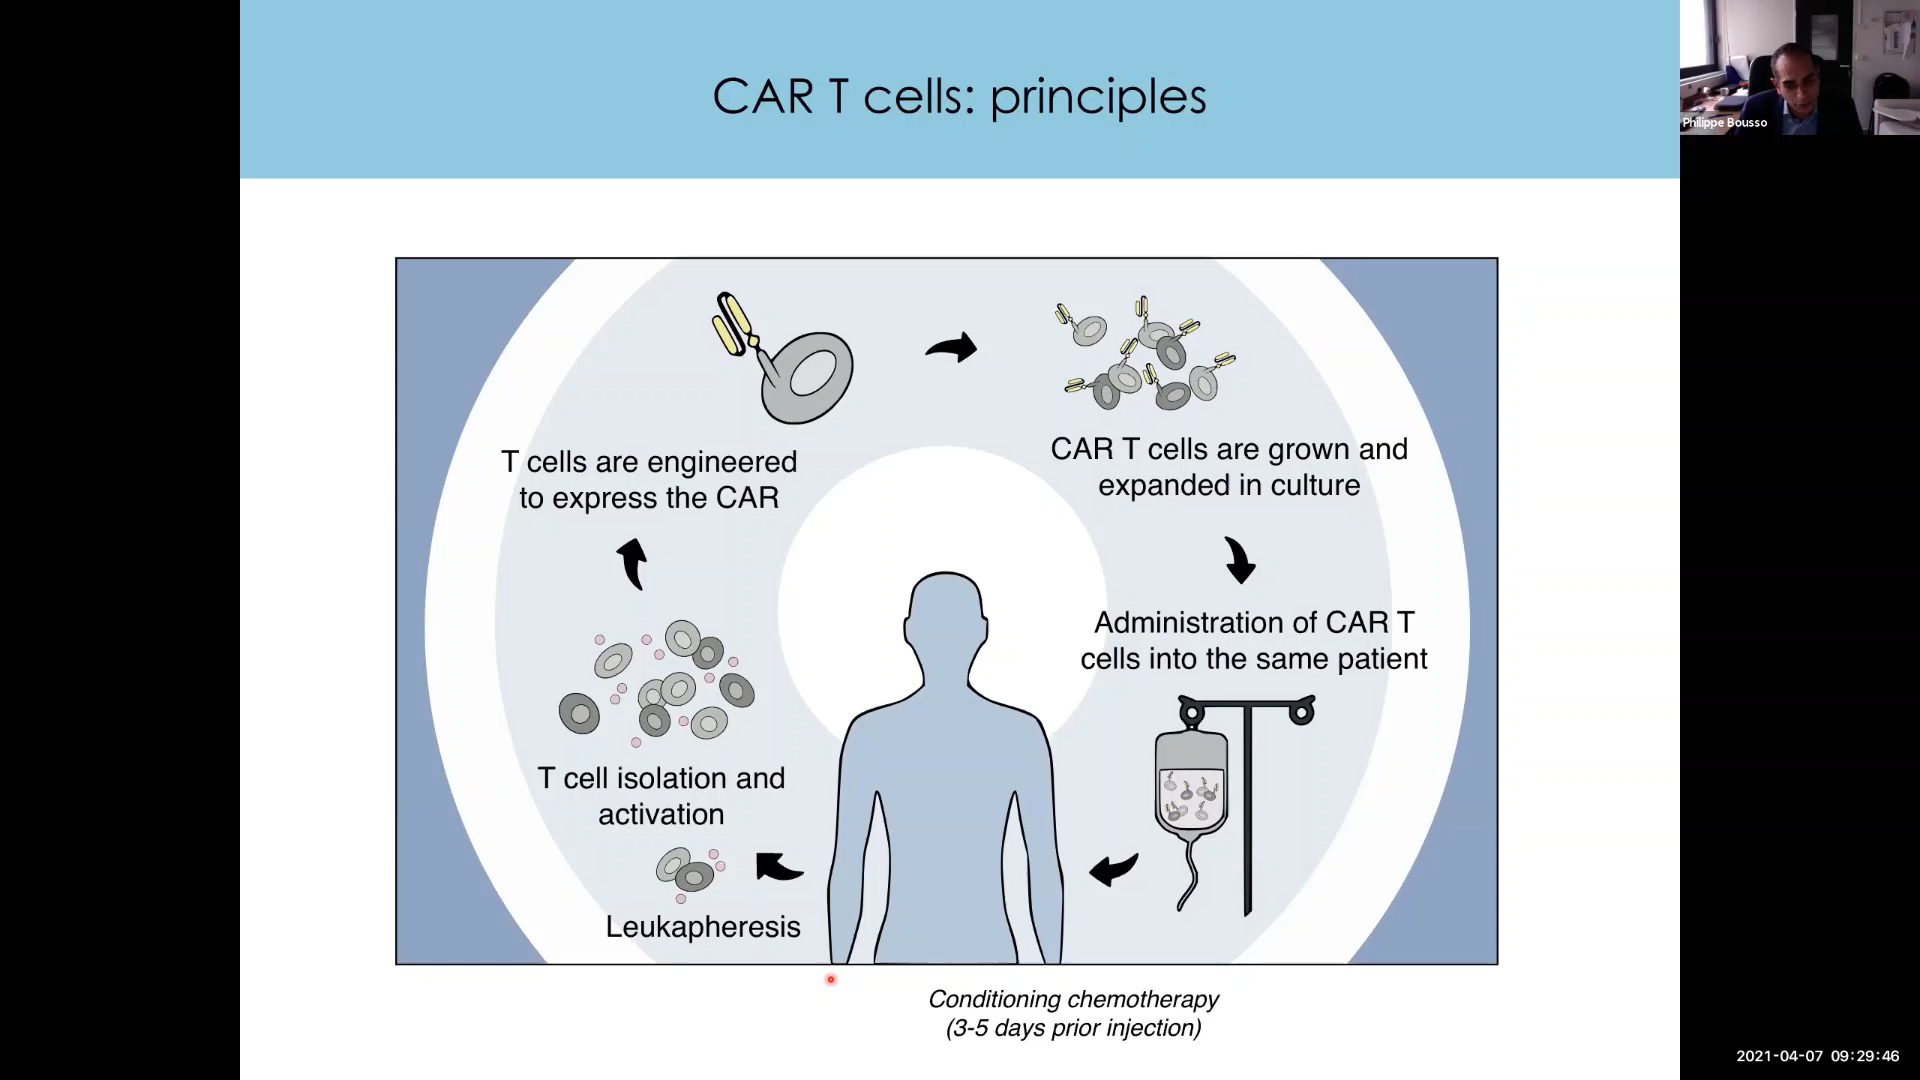 CAR T cells: principles
Philippe Bousso
T cells are engineered
to express the CAR
CAR T cells are grown and
expanded in culture
Administration of CAR T
cells into the same patient
T cell isolation and
activation
Leukapheresis
Conditioning chemotherapy
(3-5 days prior injection)
2021-04-07 09:29:46